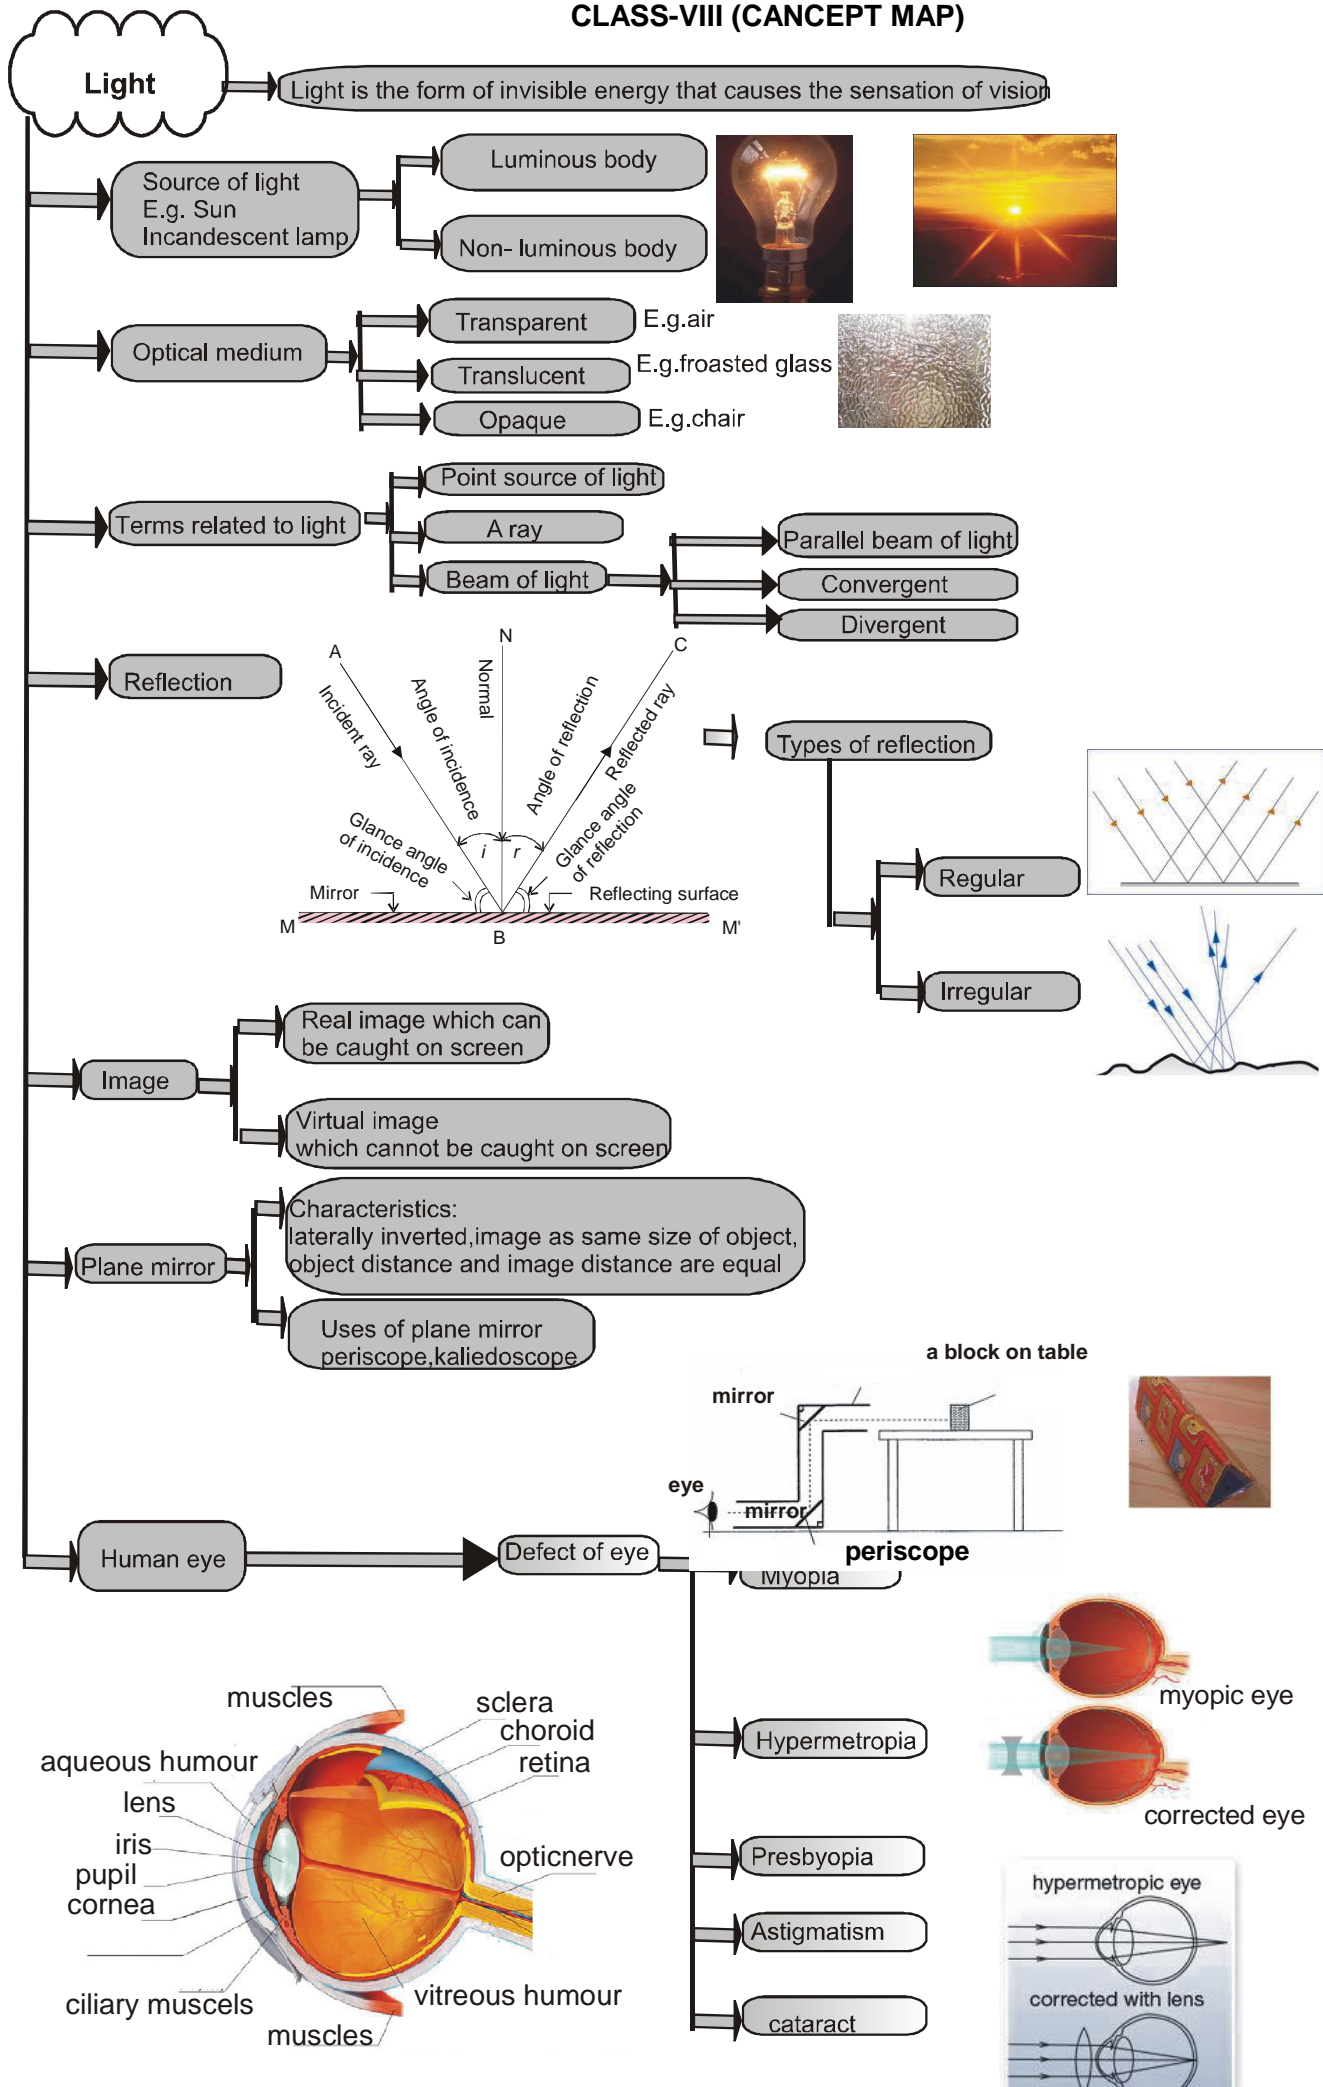 CLASS-VIII (CANCEPT MAP)
Light
Light is the form of invisible energy that causes the sensation of vision
Source of light
E.g. Sun
Incandescent lamp
Luminous body
Non- luminous body
Optical medium
Transparent
E.g.air
Translucent
E.g.froasted glass
Opaque
E.g.chair
Terms related to light
Point source of light
A ray
Beam of light
Parallel beam of light
Convergent
Divergent
Reflection
A
N
C
Incident ray
Angle of incidence
Normal
Angle of reflection
Reflected ray
Glance angle
of incidence
i
r
Glance angle
of reflection
Mirror
Reflecting surface
M
B
M'
Types of reflection
Regular
Irregular
Image
Real image which can
be caught on screen
Virtual image
which cannot be caught on screen
Plane mirror
Characteristics:
laterally inverted,image as same size of object,
object distance and image distance are equal
Uses of plane mirror
periscope,kaliedoscope
a block on table
mirror
eye
mirror
periscope
Human eye
Defect of eye
Myopia
Hypermetropia
Presbyopia
Astigmatism
cataract
myopic eye
corrected eye
hypermetropic eye
corrected with lens
muscles
sclera
choroid
retina
aqueous humour
lens
iris
pupil
cornea
opticnerve
ciliary muscels
vitreous humour
muscles